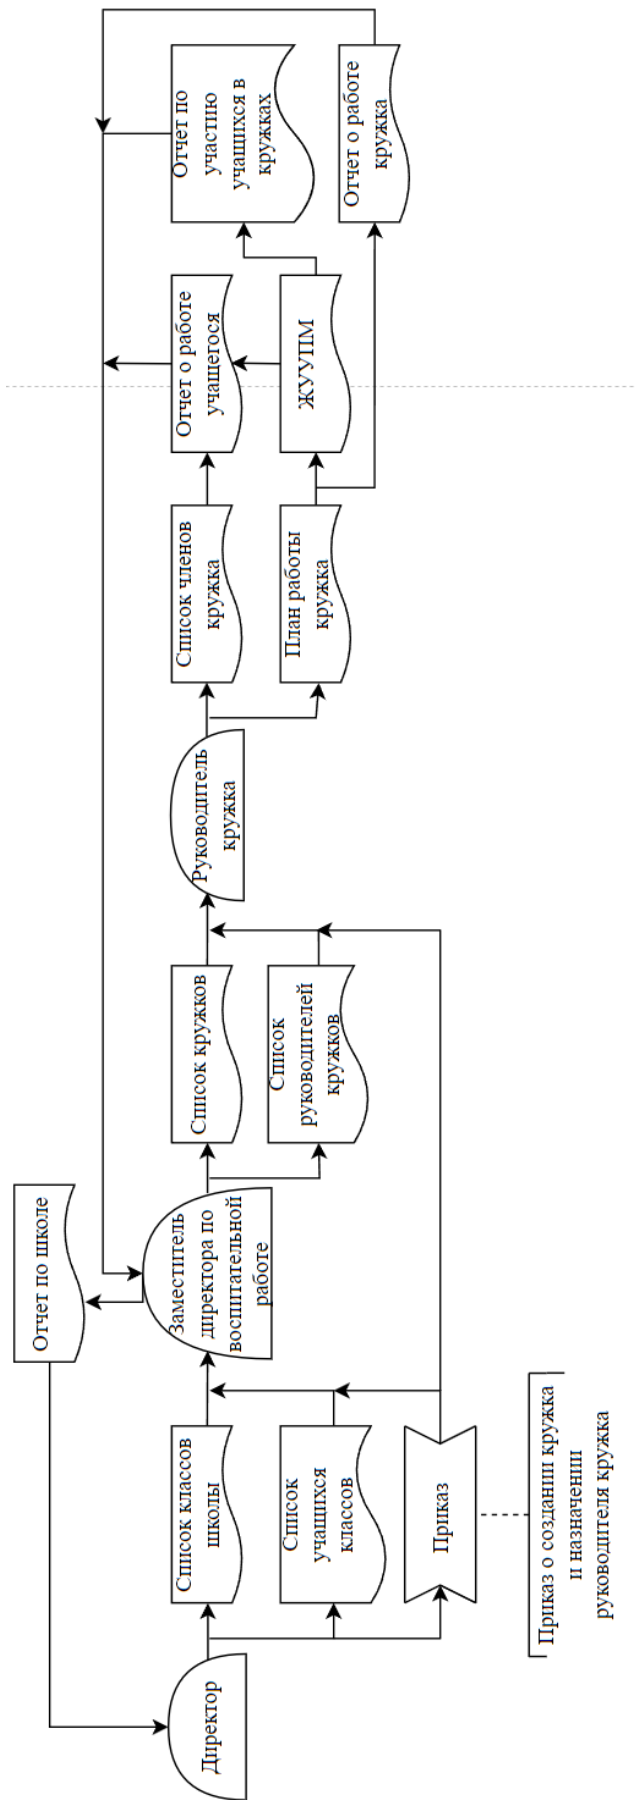 Директор
Список классов
школы
Список
учащихся
классов
Приказ
Приказ о создании кружка
и назначении
руководителя кружка
Отчет по школе
Заместитель
директора по
воспитательной
работе
Список кружков
Список
руководителей
кружков
Руководитель
кружка
Список членов
кружка
План работы
кружка
Отчет о работе
учащегося
ЖУУПМ
Отчет по
участию
учащихся в
кружках
Отчет о работе
кружка